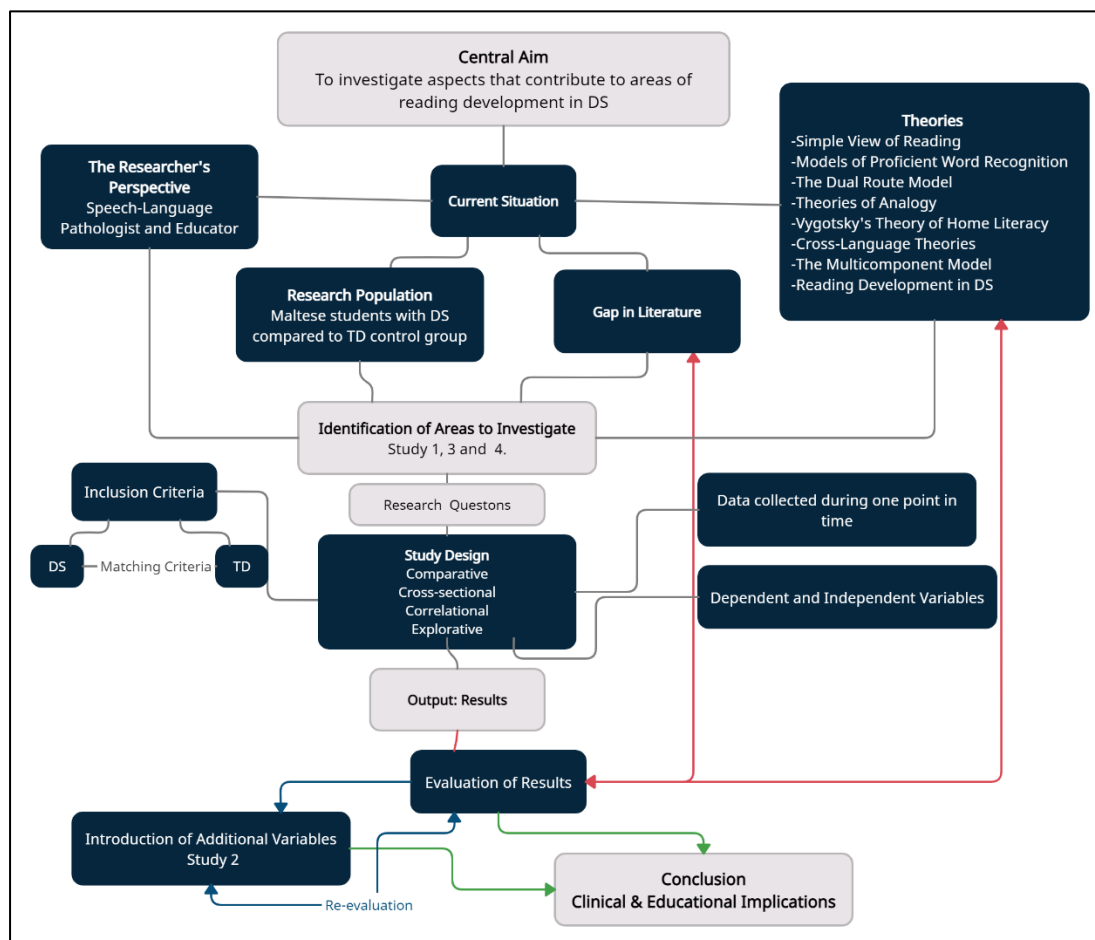 Central Aim
To investigate aspects that contribute to areas of
reading development in DS
The Researcher's
Perspective
Speech-Language
Pathologist and Educator
Current Situation
Theories
-Simple View of Reading
-Models of Proficient Word Recognition
-The Dual Route Model
-Theories of Analogy
-Vygotsky's Theory of Home Literacy
-Cross-Language Theories
-The Multicomponent Model
-Reading Development in DS
Research Population
Maltese students with DS
compared to TD control group
Gap in Literature
Identification of Areas to Investigate
Study 1, 3 and 4.
Research Questons
Inclusion Criteria
DS
Matching Criteria
TD
Study Design
Comparative
Cross-sectional
Correlational
Explorative
Data collected during one point in
time
Dependent and Independent Variables
Output: Results
Evaluation of Results
Introduction of Additional Variables
Study 2
Re-evaluation
Conclusion
Clinical & Educational Implications